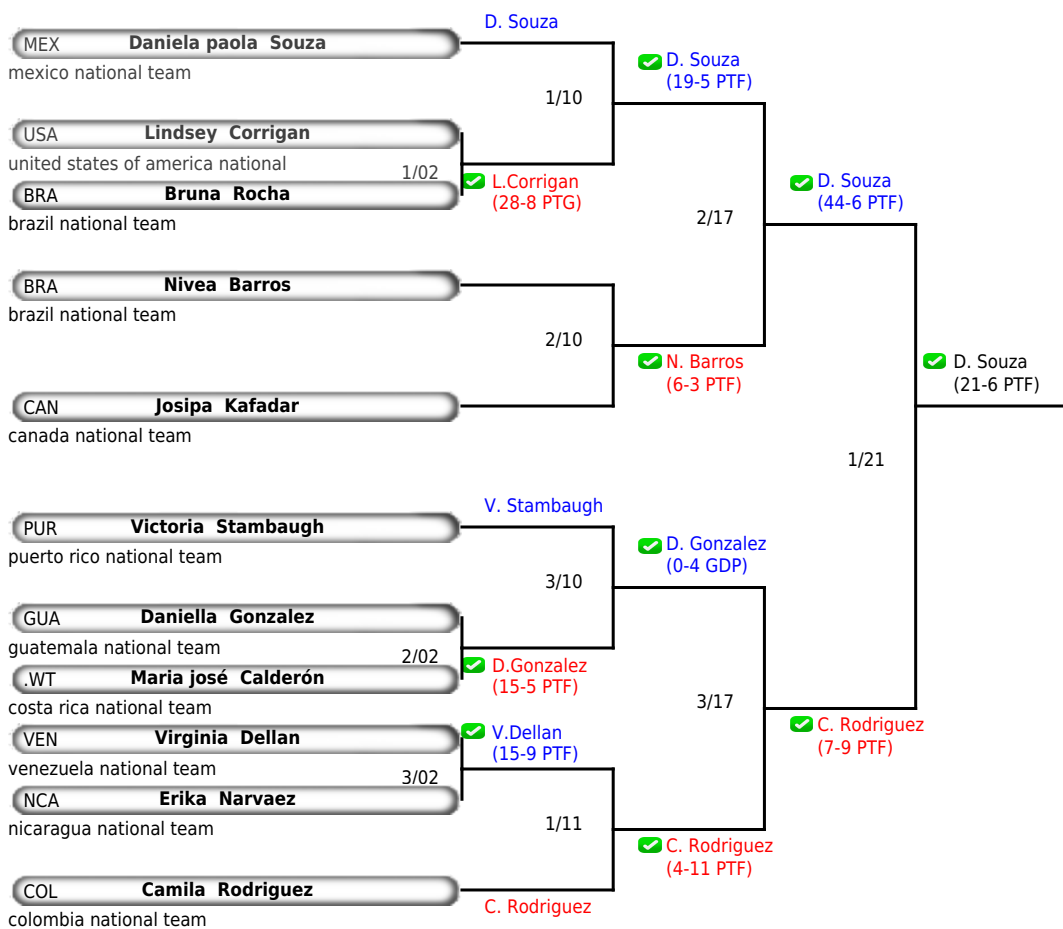 D. Souza
MEX Daniela paola Souza
mexico national team
D. Souza
(19-5 PTF)
1/10
USA Lindsey Corrigan
united states of america national
1/02
L.Corrigan
(28-8 PTG)
BRA Bruna Rocha
brazil national team
D. Souza
(44-6 PTF)
2/17
BRA Nivea Barros
brazil national team
2/10
N. Barros
(6-3 PTF)
D. Souza
(21-6 PTF)
CAN Josipa Kafadar
canada national team
1/21
V. Stambaugh
PUR Victoria Stambaugh
puerto rico national team
D. Gonzalez
(0-4 GDP)
3/10
GUA Daniella Gonzalez
guatemala national team
2/02
D.Gonzalez
(15-5 PTF)
.WT Maria josé Calderón
costa rica national team
3/17
C. Rodriguez
(7-9 PTF)
VEN Virginia Dellan
venezuela national team
V.Dellan
(15-9 PTF)
3/02
NCA Erika Narvaez
nicaragua national team
1/11
C. Rodriguez
(4-11 PTF)
COL Camila Rodriguez
colombia national team
C. Rodriguez